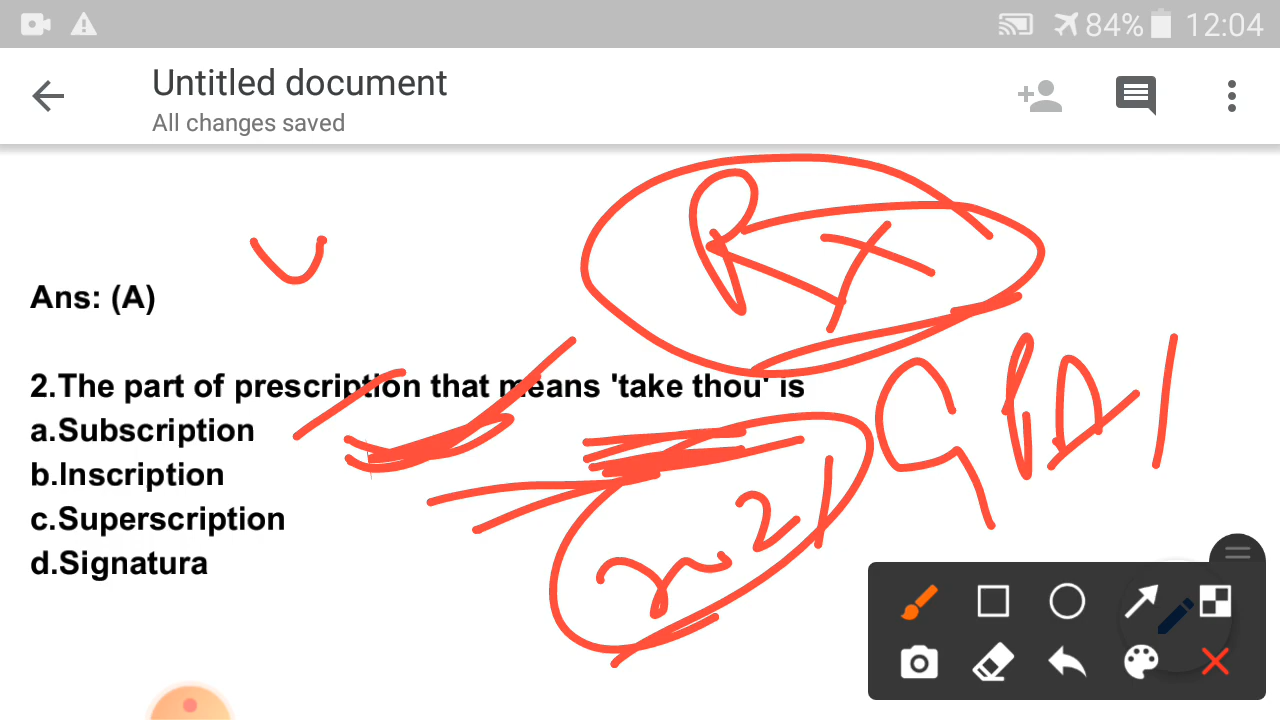 84% 12:04
Untitled document
All changes saved
RX
Ans: (A)
2.The part of prescription that means 'take thou' is
a.Subscription
b.Inscription
c.Superscription
d.Signatura